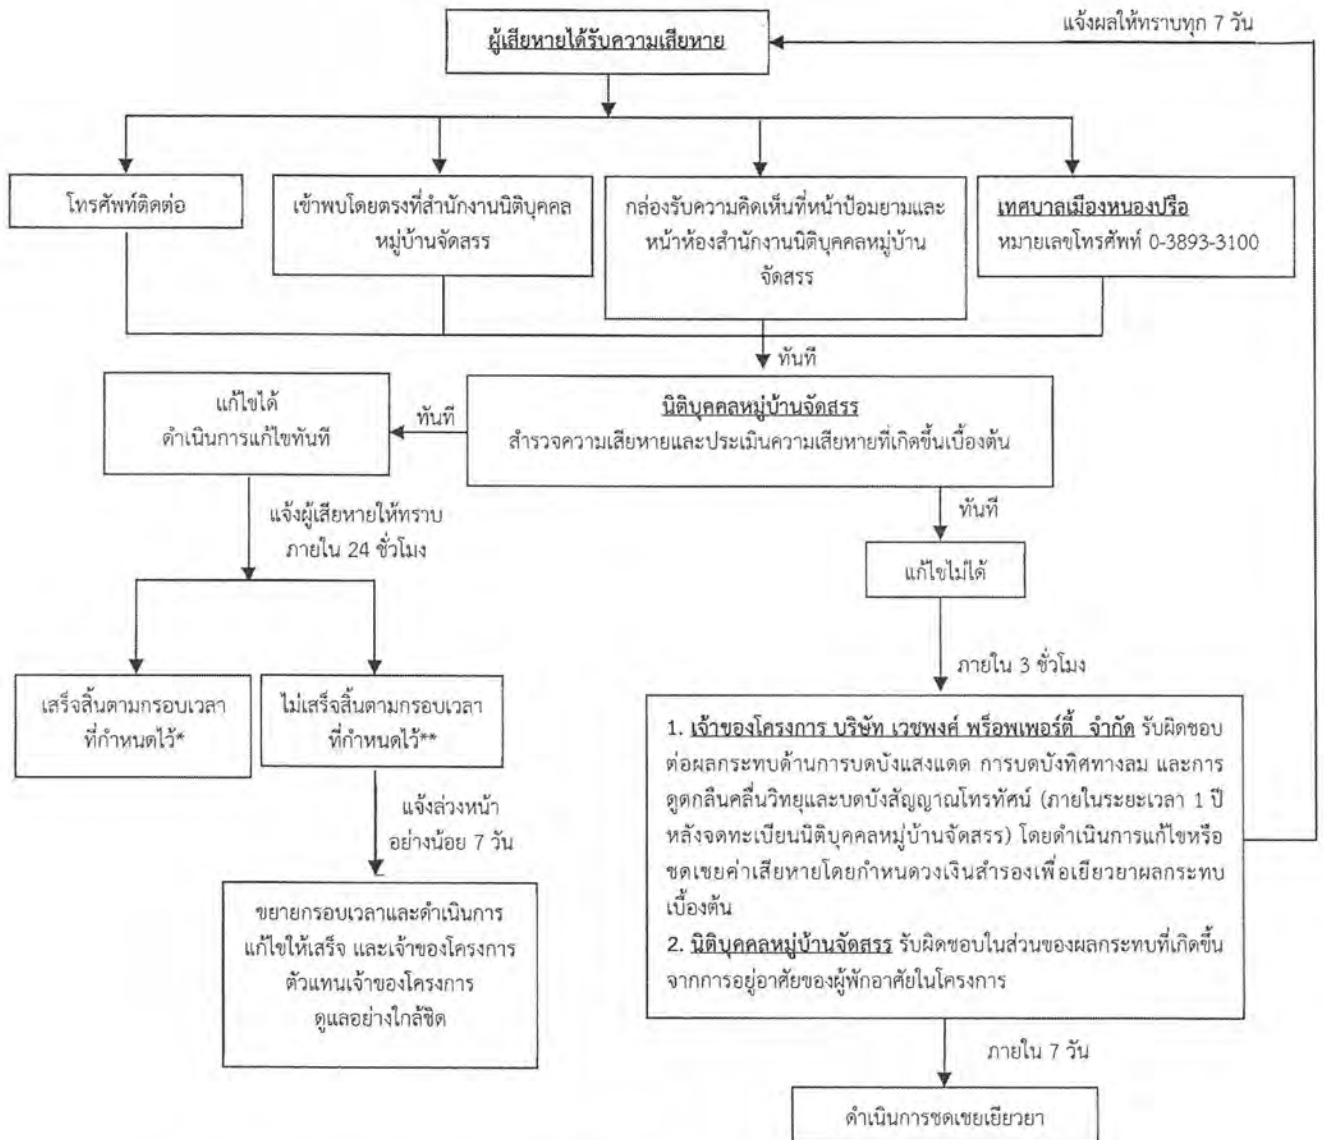 แจ้งผลให้ทราบทุก 7 วัน
ผู้เสียหายได้รับความเสียหาย
โทรศัพท์ติดต่อ
เข้าพบโดยตรงที่สำนักงานนิติบุคคล
หมู่บ้านจัดสรร
กล่องรับความคิดเห็นที่หน้าป้อมยามและ
หน้าห้องสำนักงานนิติบุคคลหมู่บ้าน
จัดสรร
เทศบาลเมืองหนองปรือ
หมายเลขโทรศัพท์ 0-3893-3100
ทันที
แก้ไขได้
ดำเนินการแก้ไขทันที
ทันที
นิติบุคคลหมู่บ้านจัดสรร
สำรวจความเสียหายและประเมินความเสียหายที่เกิดขึ้นเบื้องต้น
ทันที
แจ้งผู้เสียหายให้ทราบ
ภายใน 24 ชั่วโมง
แก้ไขไม่ได้
ภายใน 3 ชั่วโมง
เสร็จสิ้นตามกรอบเวลา
ที่กำหนดไว้*
ไม่เสร็จสิ้นตามกรอบเวลา
ที่กำหนดไว้**
แจ้งล่วงหน้า
อย่างน้อย 7 วัน
ขยายกรอบเวลาและดำเนินการ
แก้ไขให้เสร็จ และเจ้าของโครงการ
ตัวแทนเจ้าของโครงการ
ดูแลอย่างใกล้ชิด
1. เจ้าของโครงการ บริษัท เวชพงศ์ พร็อพเพอร์ตี้ จำกัด รับผิดชอบ
ต่อผลกระทบด้านการบดบังแสงแดด การบดบังทิศทางลม และการ
ดูดกลืนคลื่นวิทยุและบดบังสัญญาณโทรทัศน์ (ภายในระยะเวลา 1 ปี
หลังจดทะเบียนนิติบุคคลหมู่บ้านจัดสรร) โดยดำเนินการแก้ไขหรือ
ชดเชยค่าเสียหายโดยกำหนดวงเงินสำรองเพื่อเยียวยาผลกระทบ
เบื้องต้น
2. นิติบุคคลหมู่บ้านจัดสรร รับผิดชอบในส่วนของผลกระทบที่เกิดขึ้น
จากการอยู่อาศัยของผู้พักอาศัยในโครงการ
ภายใน 7 วัน
ดำเนินการชดเชยเยียวยา